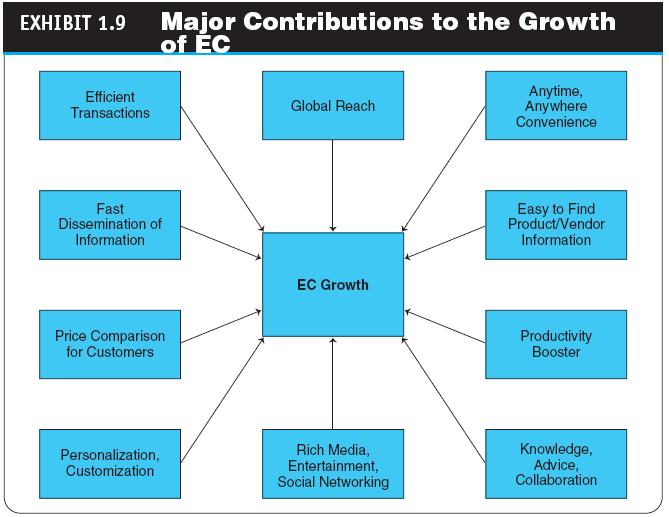 EXHIBIT 1.9
Major Contributions to the Growth
of EC
Efficient
Transactions
Global Reach
Anytime,
Anywhere
Convenience
Fast
Dissemination of
Information
Easy to Find
Product/Vendor
Information
EC Growth
Price Comparison
for Customers
Productivity
Booster
Personalization,
Customization
Rich Media,
Entertainment,
Social Networking
Knowledge,
Advice,
Collaboration